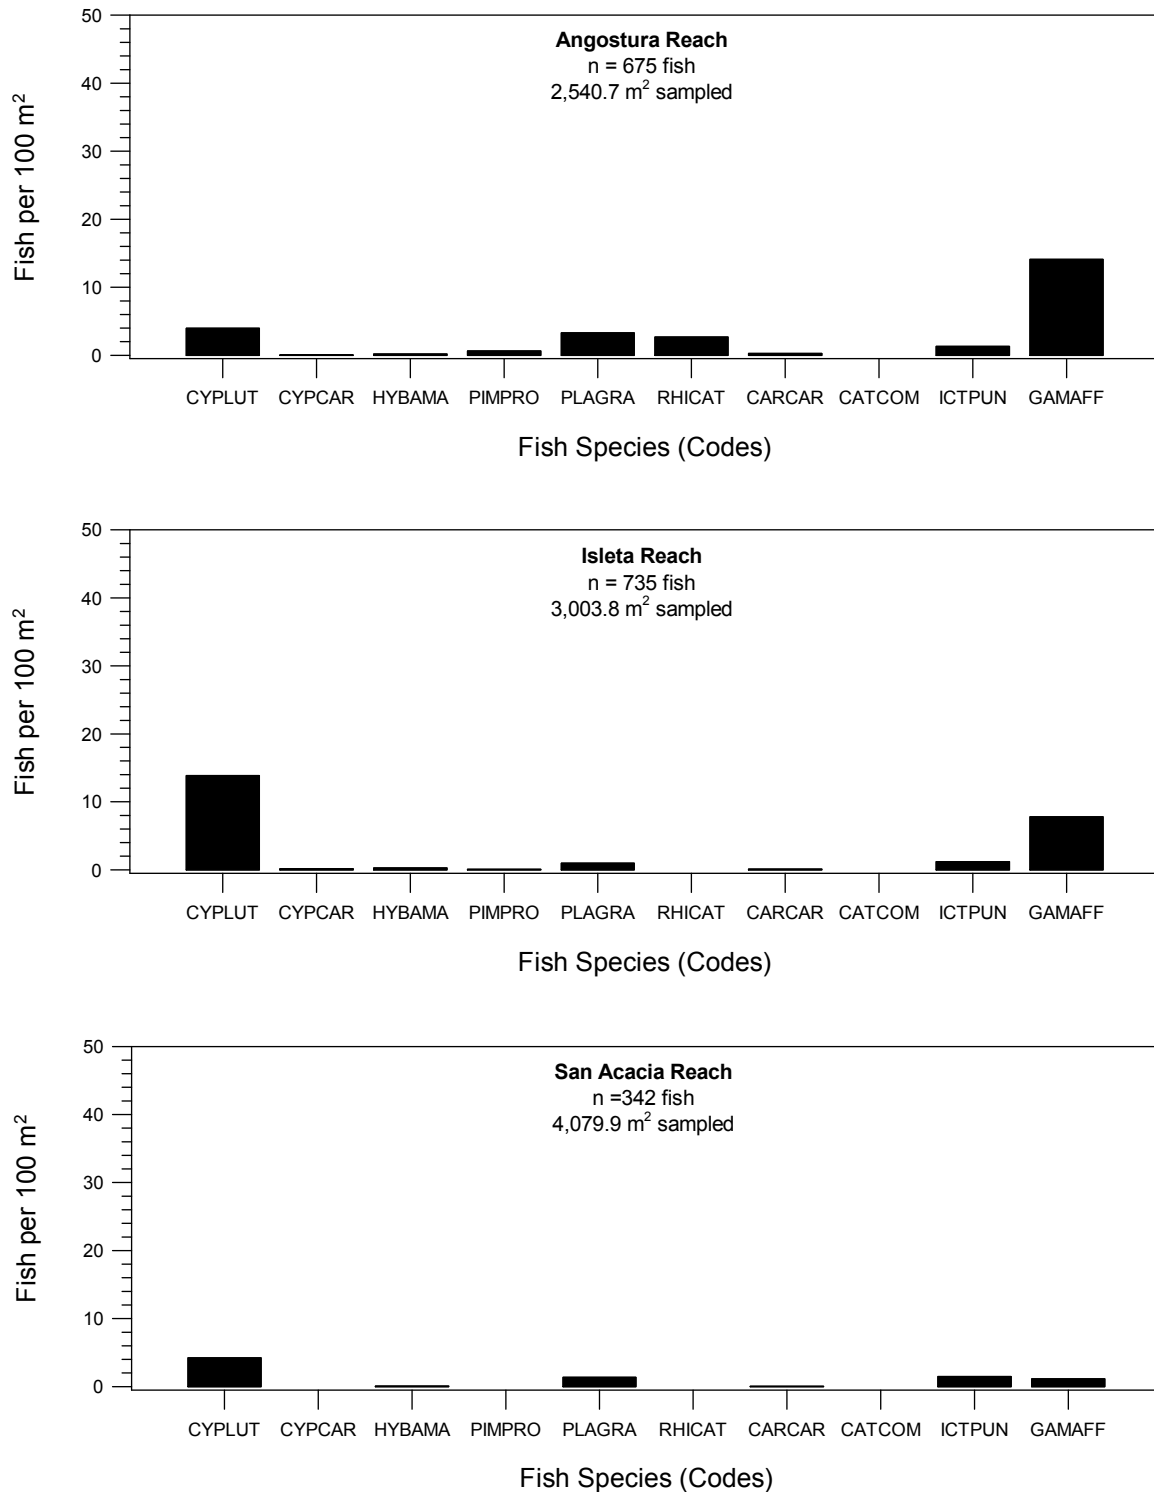 Angostura Reach
n = 675 fish
2,540.7 m² sampled
Fish per 100 m²
50
40
30
20
10
0
CYPLUT CYPCAR HYBAMA PIMPRO PLAGRA RHICAT CARCAR CATCOM ICTPUN GAMAFF
Fish Species (Codes)
Isleta Reach
n = 735 fish
3,003.8 m² sampled
Fish per 100 m²
50
40
30
20
10
0
CYPLUT CYPCAR HYBAMA PIMPRO PLAGRA RHICAT CARCAR CATCOM ICTPUN GAMAFF
Fish Species (Codes)
San Acacia Reach
n =342 fish
4,079.9 m² sampled
Fish per 100 m²
50
40
30
20
10
0
CYPLUT CYPCAR HYBAMA PIMPRO PLAGRA RHICAT CARCAR CATCOM ICTPUN GAMAFF
Fish Species (Codes)